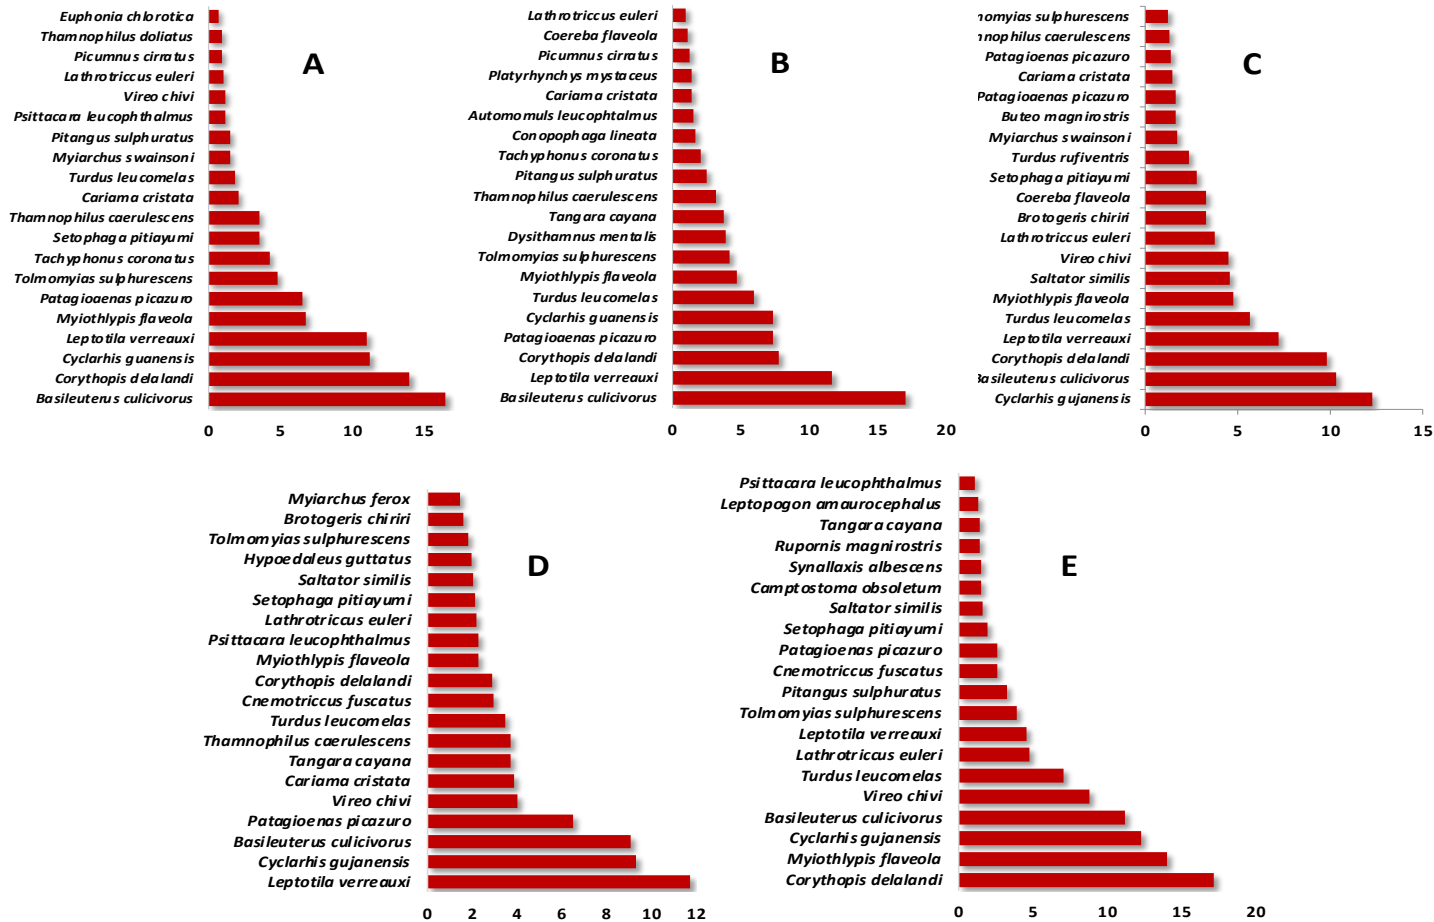 Euphonia chlorotica
Thamnophilus doliatus
Picumnus cirratus
Lathrotriccus euleri
Vireo chivi
Psittacara leucophthalmus
Pitangus sulphuratus
Myiarchus swainsoni
Turdus leucomelas
Cariama cristata
Thamnophilus caerulescens
Setophaga pitiayumi
Tachyphonus coronatus
Tolmomyias sulphurescens
Patagioaenas picazuro
Myiothlypis flaveola
Leptotila verreauxi
Cyclarhis guanensis
Corythopis delalandi
Basileuterus culicivorus
0 5 10 15
A
Lathrotriccus euleri
Coereba flaveola
Picumnus cirratus
Platyrhynchys mystaceus
Cariama cristata
Automomuls leucophtalmus
Conopophaga lineata
Tachyphonus coronatus
Pitangus sulphuratus
Thamnophilus caerulescens
Tangara cayana
Dysithamnus mentalis
Tolmomyias sulphurescens
Myiothlypis flaveola
Turdus leucomelas
Cyclarhis guanensis
Patagioaenas picazuro
Corythopis delalandi
Leptotila verreauxi
Basileuterus culicivorus
0 5 10 15 20
B
nomyias sulphurescens
nnophilus caerulescens
Patagioenas picazuro
Cariama cristata
Patagioaenas picazuro
Buteo magnirostris
Myiarchus swainsoni
Turdus rufiventris
Setophaga pitiayumi
Coereba flaveola
Brotogeris chiriri
Lathrotriccus euleri
Vireo chivi
Saltator similis
Myiothlypis flaveola
Turdus leucomelas
Leptotila verreauxi
Corythopis delalandi
Basileuterus culicivorus
Cyclarhis gujanensis
0 5 10 15
C
Myiarchus ferox
Brotogeris chiriri
Tolmomyias sulphurescens
Hypoedaleus guttatus
Saltator similis
Setophaga pitiayumi
Lathrotriccus euleri
Psittacara leucophthalmus
Myiothlypis flaveola
Corythopis delalandi
Cnemotriccus fuscatus
Turdus leucomelas
Thamnophilus caerulescens
Tangara cayana
Cariama cristata
Vireo chivi
Patagioenas picazuro
Basileuterus culicivorus
Cyclarhis gujanensis
Leptotila verreauxi
0 2 4 6 8 10 12
D
Psittacara leucophthalmus
Leptopogon amaurocephalus
Tangara cayana
Rupornis magnirostris
Synallaxis albescens
Camptostoma obsoletum
Saltator similis
Setophaga pitiayumi
Patagioenas picazuro
Cnemotriccus fuscatus
Pitangus sulphuratus
Tolmomyias sulphurescens
Leptotila verreauxi
Lathrotriccus euleri
Turdus leucomelas
Vireo chivi
Basileuterus culicivorus
Cyclarhis gujanensis
Myiothlypis flaveola
Corythopis delalandi
0 5 10 15 20
E